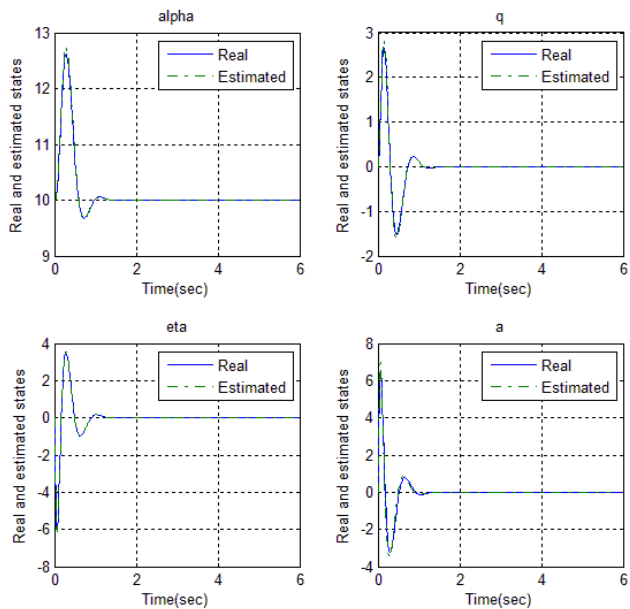 alpha
13
12
11
10
9
Real and estimated states
Real
Estimated
0
2
4
6
Time(sec)
q
3
2
1
0
-1
-2
Real and estimated states
Real
Estimated
0
2
4
6
Time(sec)
eta
4
2
0
-2
-4
-6
-8
Real and estimated states
Real
Estimated
0
2
4
6
Time(sec)
a
8
6
4
2
0
-2
-4
Real and estimated states
Real
Estimated
0
2
4
6
Time(sec)